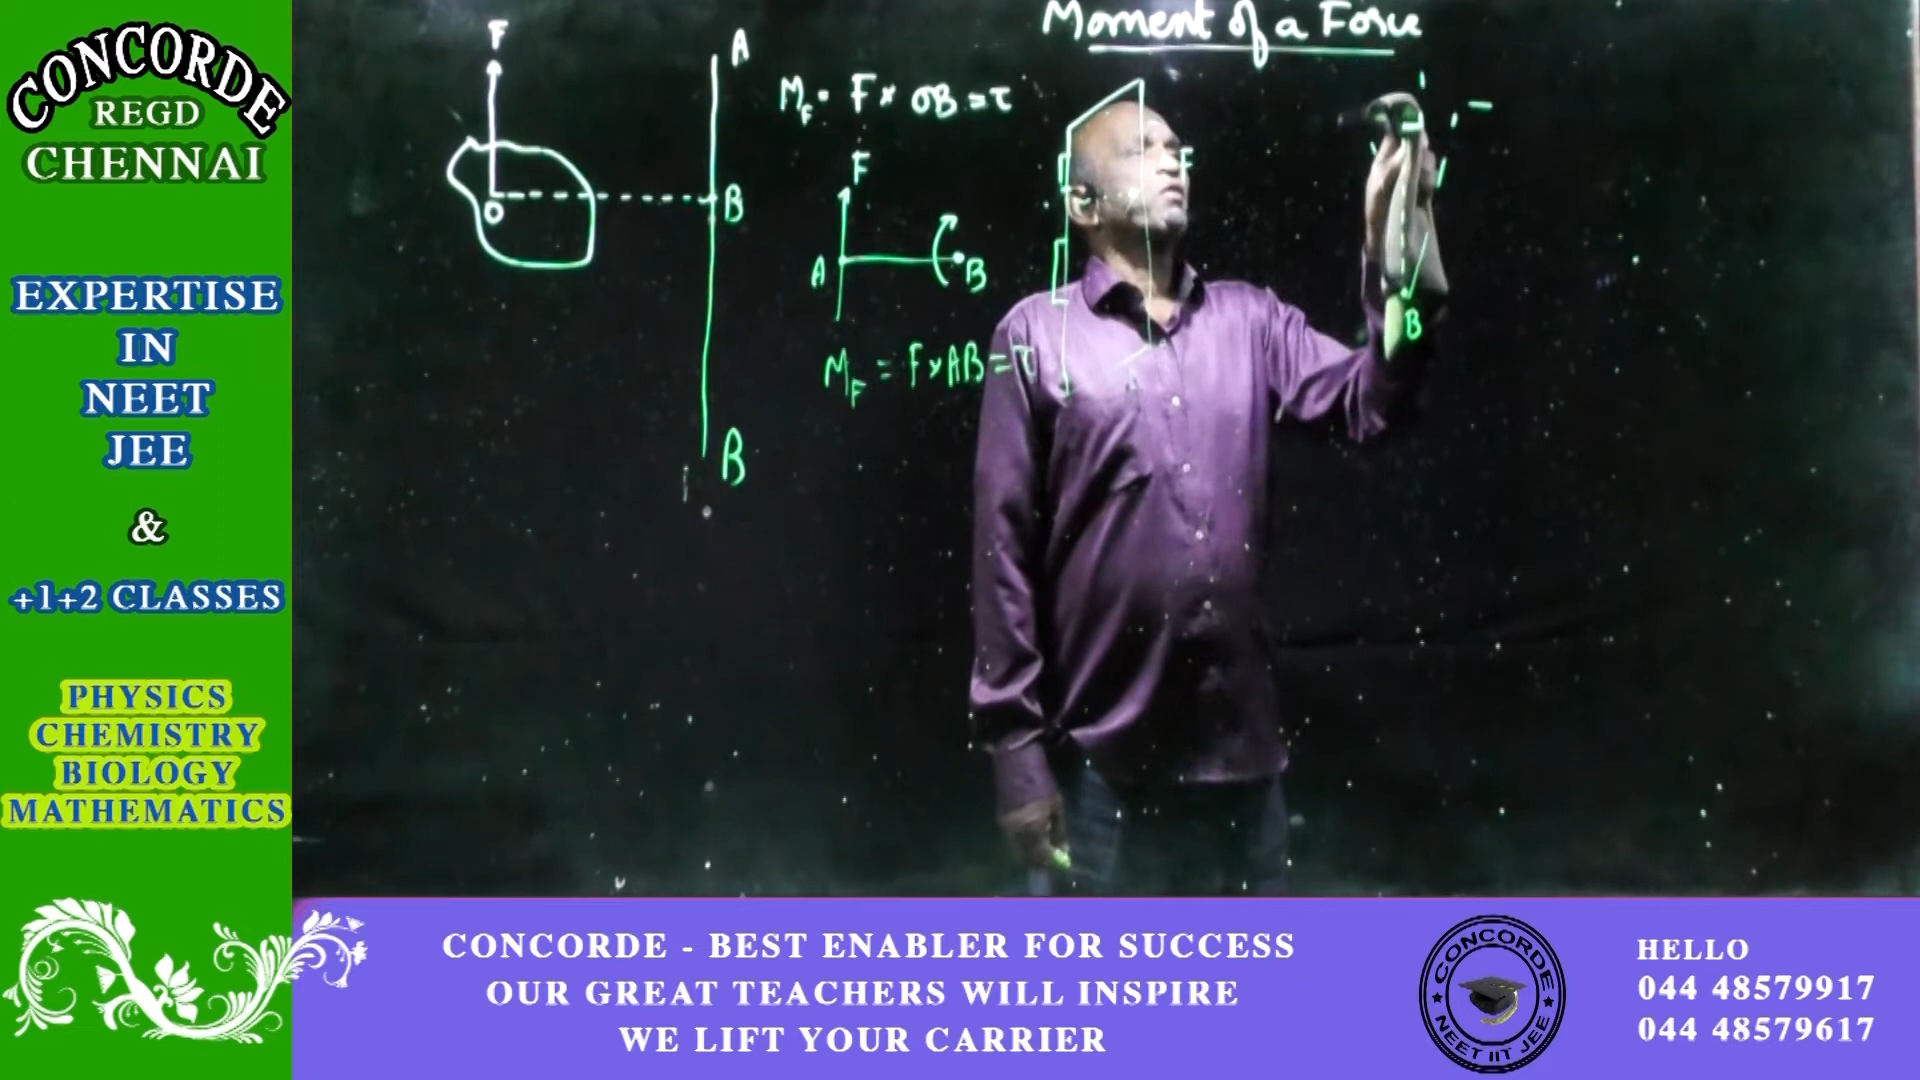 CONCORDE
REGD
CHENNAI
EXPERTISE
IN
NEET
JEE
&
+1+2 CLASSES
PHYSICS
CHEMISTRY
BIOLOGY
MATHEMATICS
Moment of a Force
F
A
O
B
B
M_F = F × OB = τ
F
A
B
M_F = F × AB = τ
F
B
CONCORDE - BEST ENABLER FOR SUCCESS
OUR GREAT TEACHERS WILL INSPIRE
WE LIFT YOUR CARRIER
CONCORDE
NEET IIT JEE
HELLO
044 48579917
044 48579617